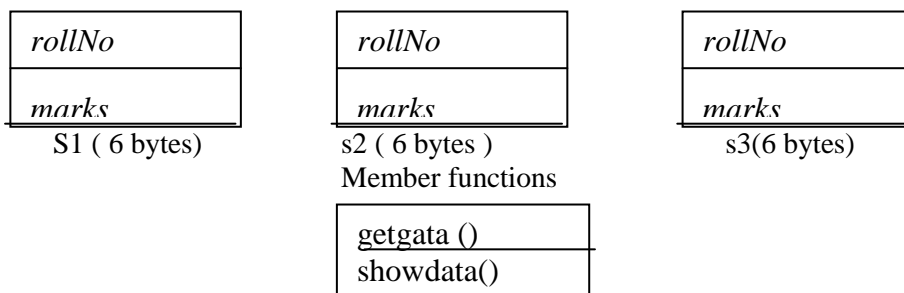 rollNo rollNo rollNo
marks marks marks
S1 ( 6 bytes) s2 ( 6 bytes ) s3(6 bytes)
Member functions
getgata ()
showdata()